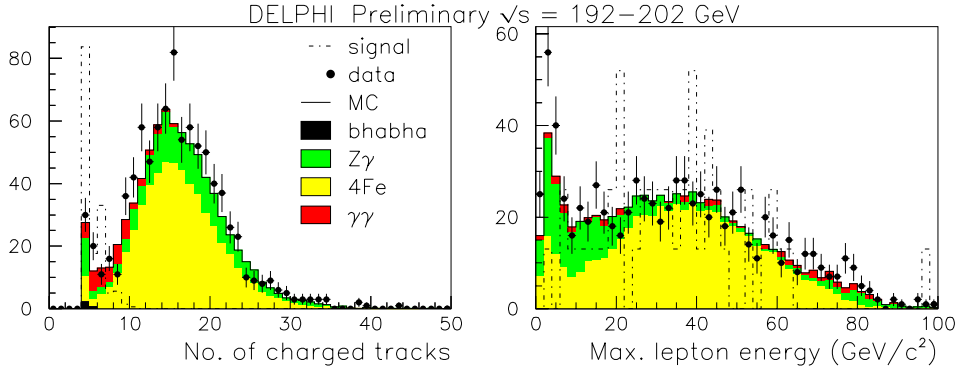 DELPHI Preliminary √s = 192−202 GeV
80
60
40
20
0
0 10 20 30 40 50
No. of charged tracks
signal
data
MC
bhabha
Zγ
4Fe
γγ
60
40
20
0
0 20 40 60 80 100
Max. lepton energy (GeV/c²)